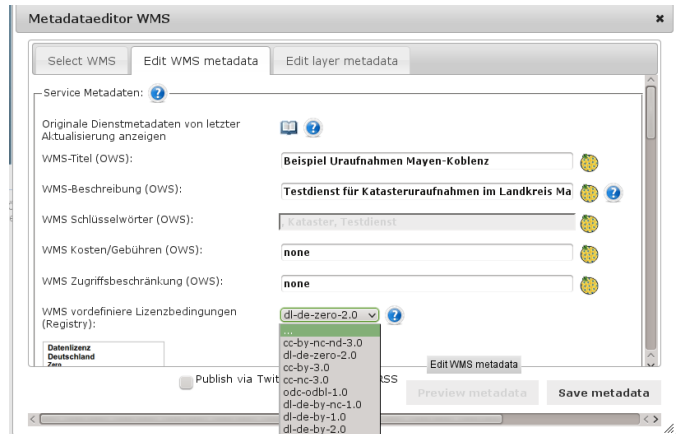 Metadataeditor WMS
Select WMS
Edit WMS metadata
Edit layer metadata
Service Metadaten:
Originale Dienstmetadaten von letzter
Aktualisierung anzeigen
WMS-Titel (OWS):
Beispiel Uraufnahmen Mayen-Koblenz
WMS-Beschreibung (OWS):
Testdienst für Katasteruraufnahmen im Landkreis Ma
WMS Schlüsselwörter (OWS):
, Kataster, Testdienst
WMS Kosten/Gebühren (OWS):
none
WMS Zugriffsbeschränkung (OWS):
none
WMS vordefiniere Lizenzbedingungen
(Registry):
dl-de-zero-2.0
...
cc-by-nc-nd-3.0
dl-de-zero-2.0
cc-by-3.0
cc-nc-3.0
odc-odbl-1.0
dl-de-by-nc-1.0
dl-de-by-1.0
dl-de-by-2.0
Datenlizenz
Deutschland
Zero
Edit WMS metadata
Publish via Twi
RSS
Preview metadata
Save metadata